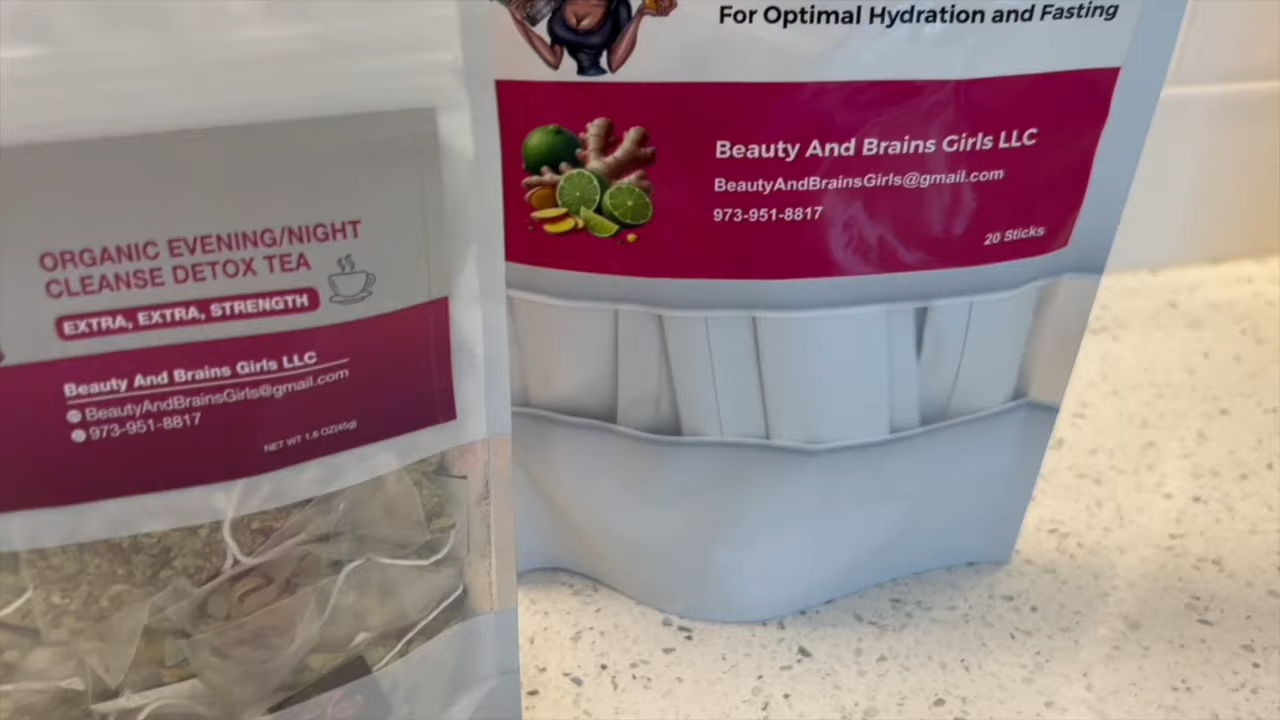 For Optimal Hydration and Fasting
Beauty And Brains Girls LLC
BeautyAndBrainsGirls@gmail.com
973-951-8817
20 Sticks
ORGANIC EVENING/NIGHT
CLEANSE DETOX TEA
EXTRA, EXTRA, STRENGTH
Beauty And Brains Girls LLC
BeautyAndBrainsGirls@gmail.com
973-951-8817
NET WT 1.6 OZ(45g)